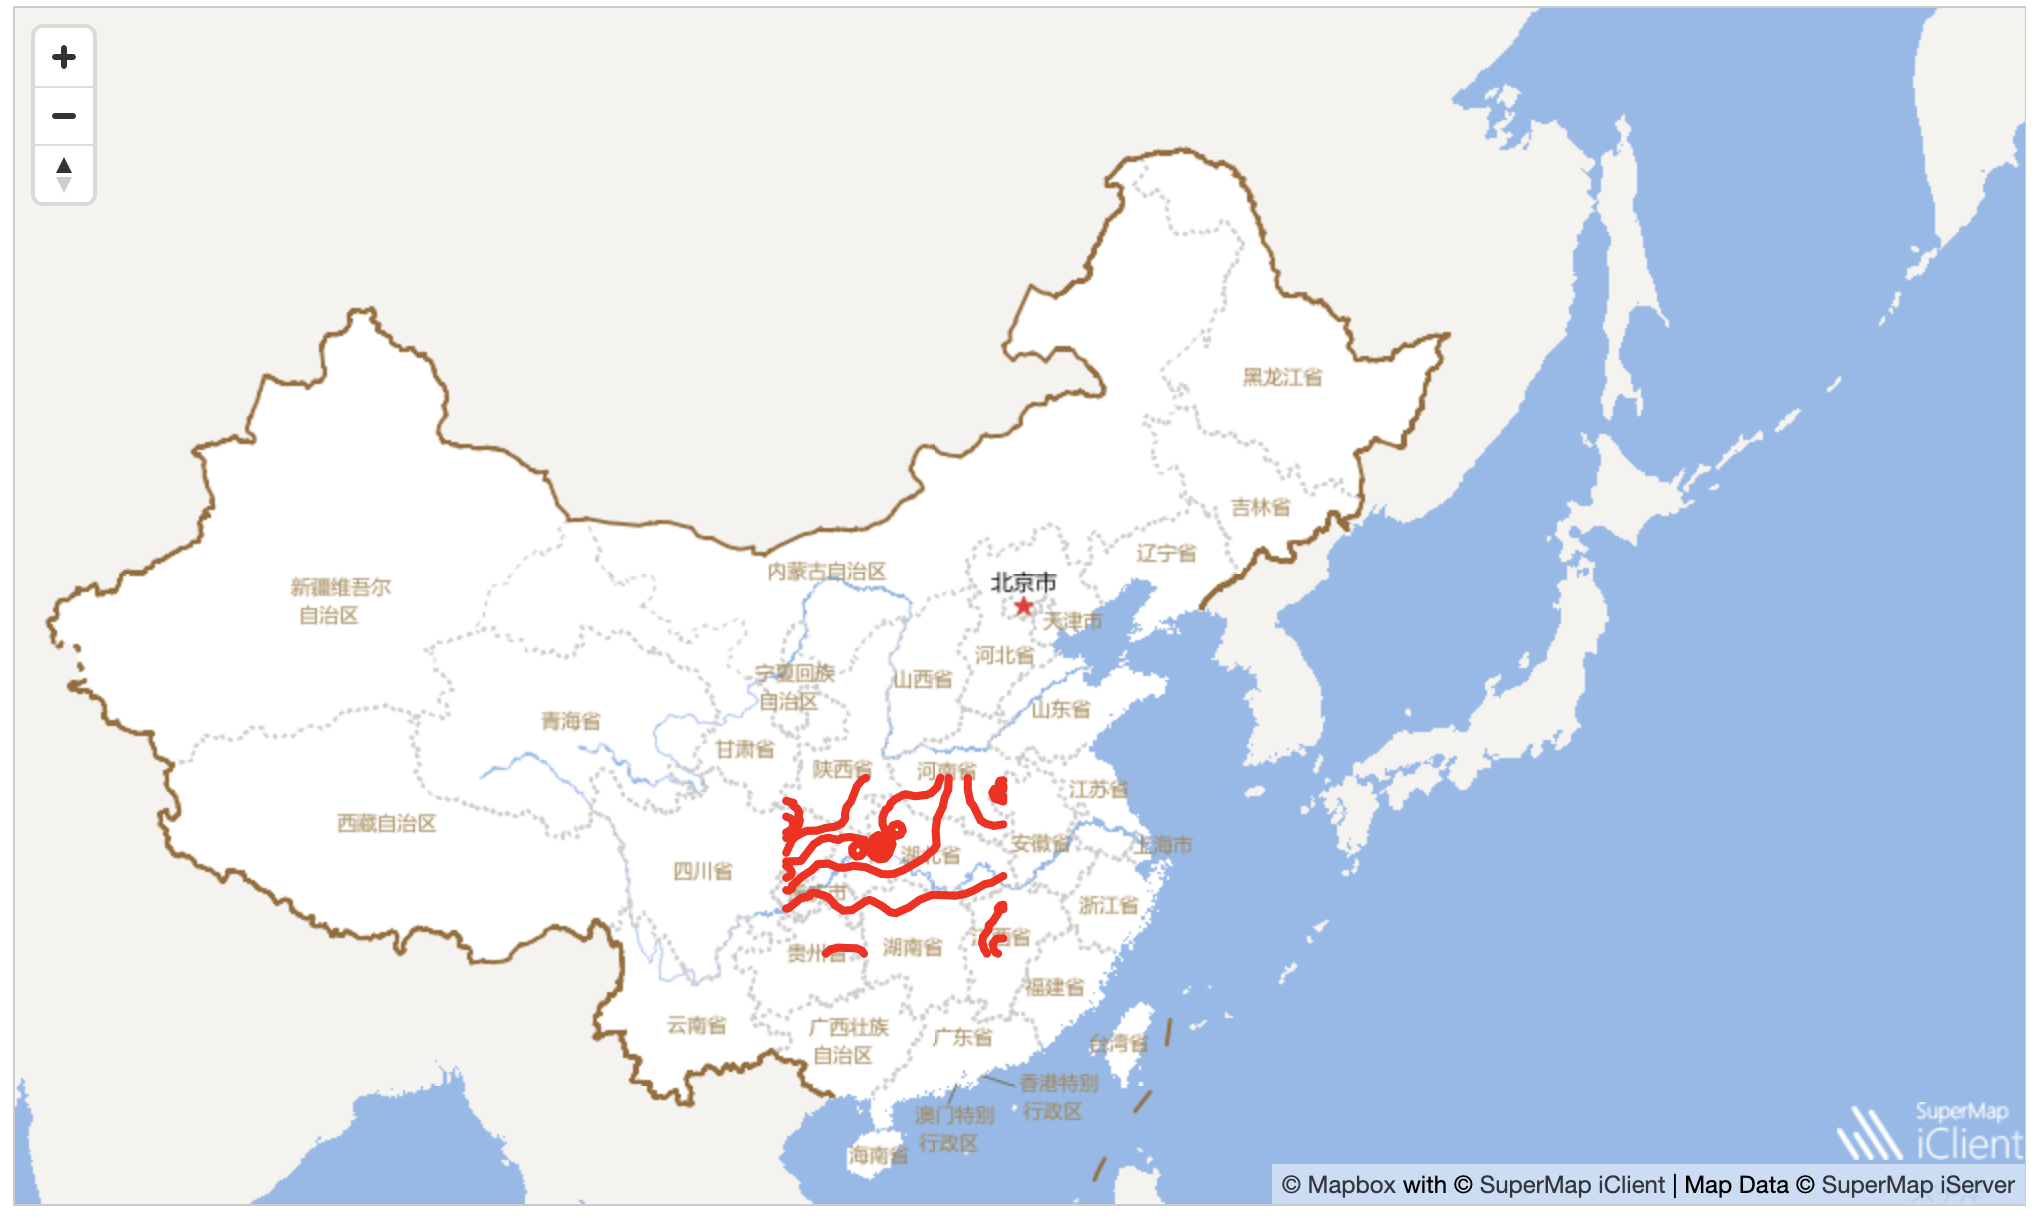 黑龙江省
吉林省
辽宁省
内蒙古自治区
北京市
天津市
新疆维吾尔
自治区
河北省
宁夏回族
自治区
山西省
山东省
青海省
甘肃省
陕西省
河南省
江苏省
西藏自治区
安徽省
上海市
湖北省
四川省
市
浙江省
贵州省
湖南省
江西省
福建省
云南省
广西壮族
自治区
广东省
台湾省
香港特别
行政区
澳门特别
行政区
海南省
SuperMap
iClient
© Mapbox with © SuperMap iClient | Map Data © SuperMap iServer